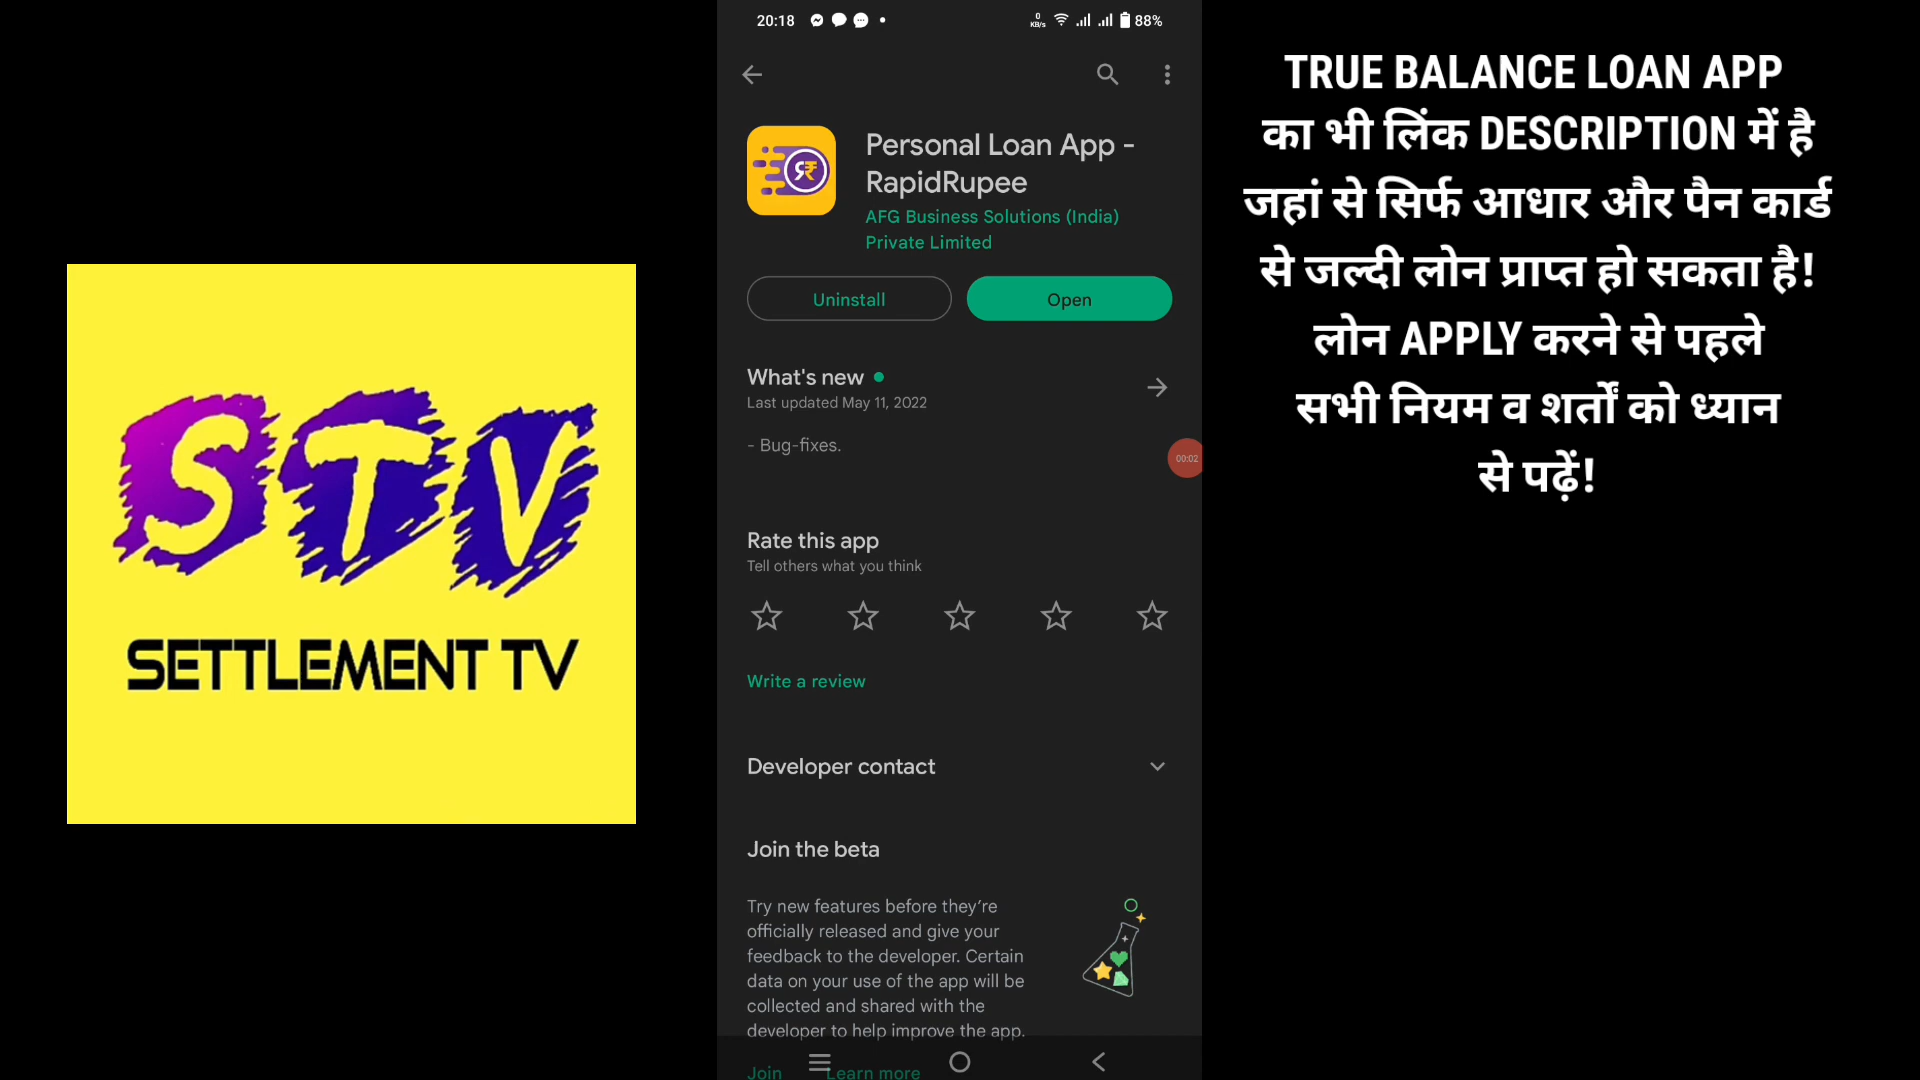 STV
SETTLEMENT TV
20:18
0
KB/s
88%
Personal Loan App -
RapidRupee
AFG Business Solutions (India)
Private Limited
Uninstall
Open
What's new
Last updated May 11, 2022
- Bug-fixes.
00:02
Rate this app
Tell others what you think
Write a review
Developer contact
Join the beta
Try new features before they’re
officially released and give your
feedback to the developer. Certain
data on your use of the app will be
collected and shared with the
developer to help improve the app.
Join Learn more
TRUE BALANCE LOAN APP
का भी लिंक DESCRIPTION में है
जहां से सिर्फ आधार और पैन कार्ड
से जल्दी लोन प्राप्त हो सकता है!
लोन APPLY करने से पहले
सभी नियम व शर्तों को ध्यान
से पढ़ें!